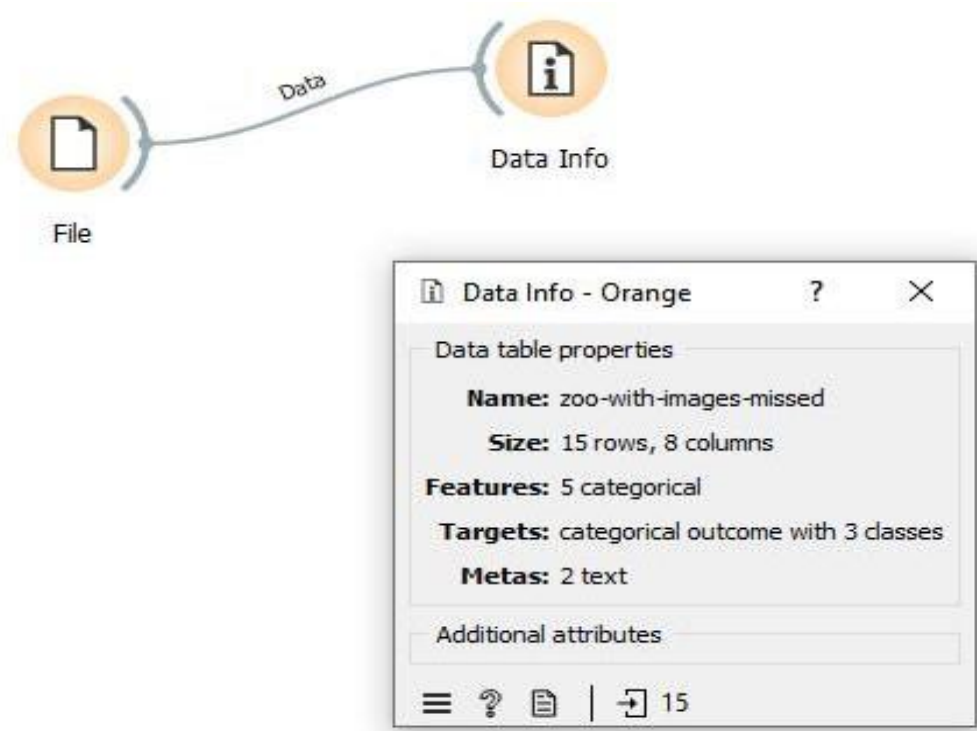 Data
Data Info
File
Data Info - Orange ?
Data table properties
Name: zoo-with-images-missed
Size: 15 rows, 8 columns
Features: 5 categorical
Targets: categorical outcome with 3 classes
Metas: 2 text
Additional attributes
? 15